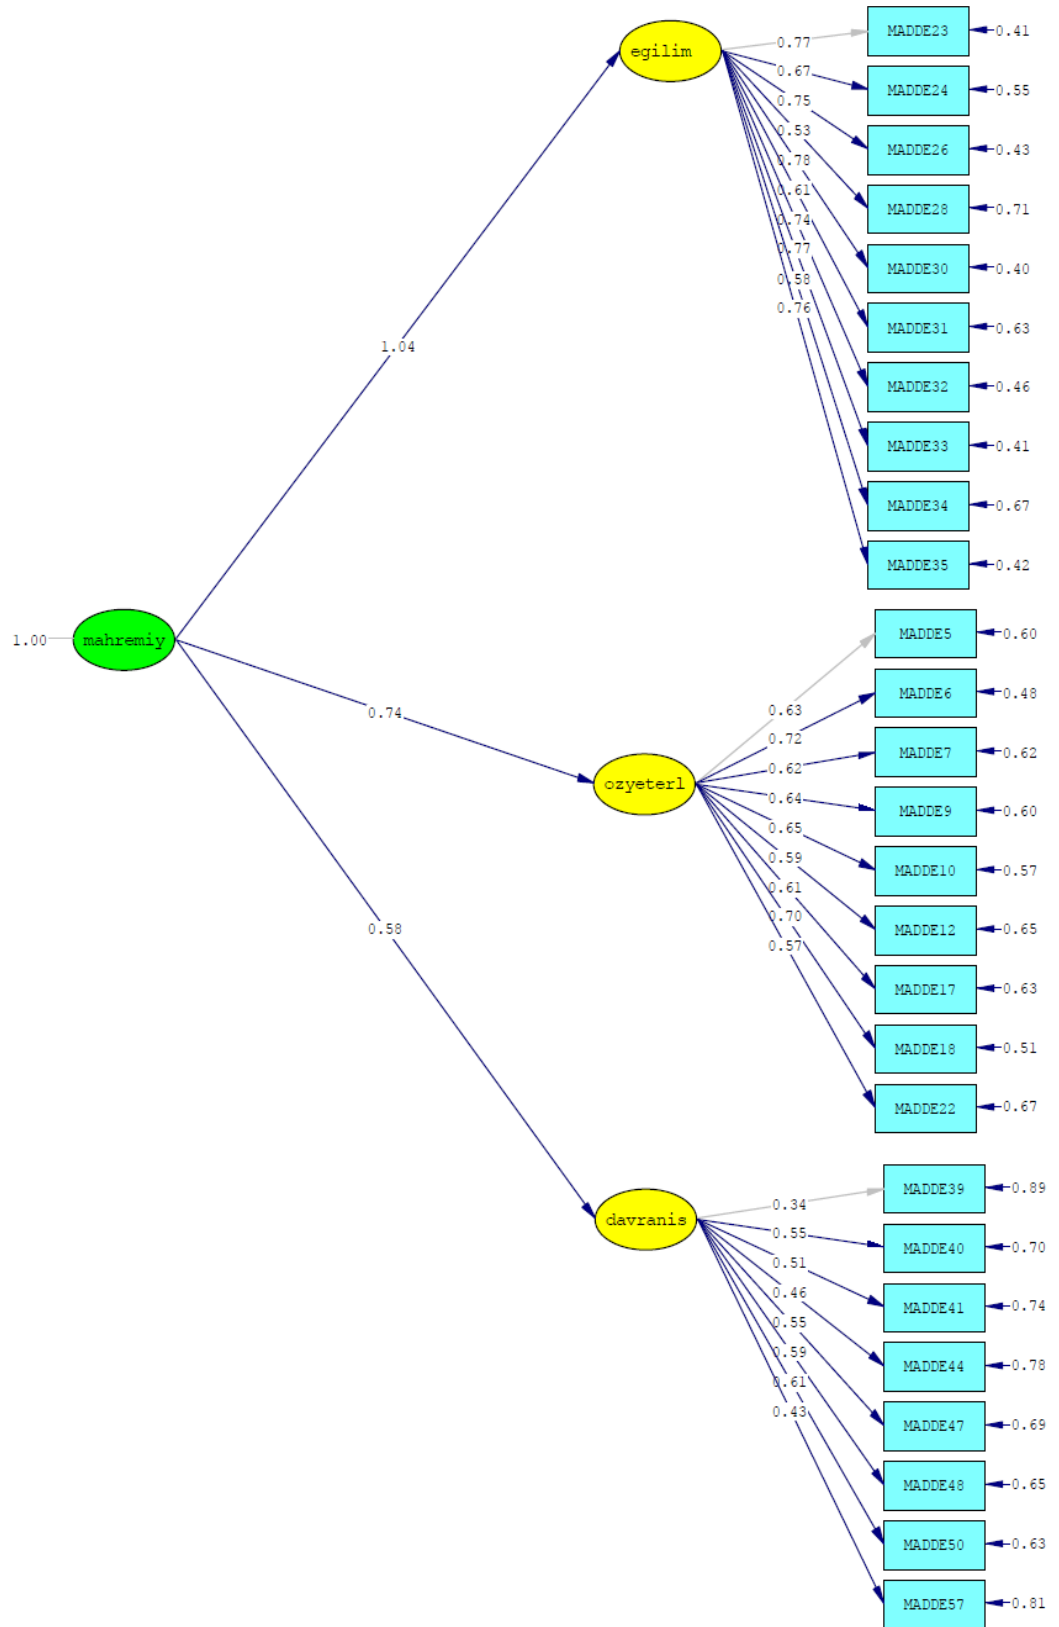 egilim
0.77
0.67
0.75
0.53
0.78
0.61
0.74
0.77
0.58
0.76
MADDE23 0.41
MADDE24 0.55
MADDE26 0.43
MADDE28 0.71
MADDE30 0.40
MADDE31 0.63
MADDE32 0.46
MADDE33 0.41
MADDE34 0.67
MADDE35 0.42
1.04
1.00 mahremiy
0.74
0.58
ozyeterl
0.63
0.72
0.62
0.64
0.65
0.59
0.61
0.70
0.57
MADDE5 0.60
MADDE6 0.48
MADDE7 0.62
MADDE9 0.60
MADDE10 0.57
MADDE12 0.65
MADDE17 0.63
MADDE18 0.51
MADDE22 0.67
davranis
0.34
0.55
0.51
0.46
0.55
0.59
0.61
0.43
MADDE39 0.89
MADDE40 0.70
MADDE41 0.74
MADDE44 0.78
MADDE47 0.69
MADDE48 0.65
MADDE50 0.63
MADDE57 0.81